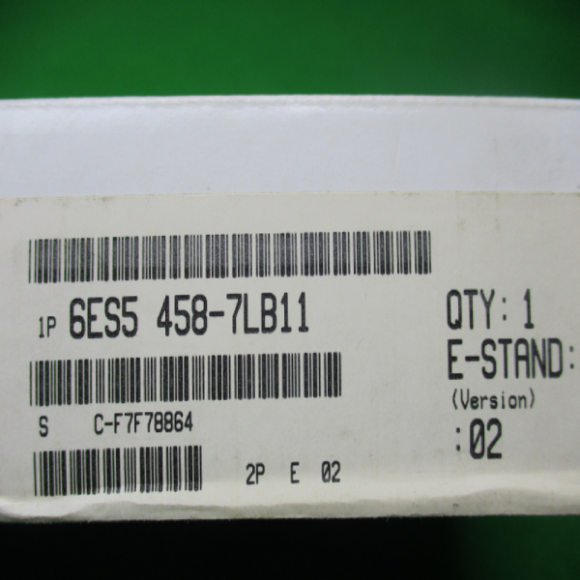 1P 6ES5 458-7LB11
QTY: 1
E-STAND:
(Version)
:02
S C-F7F78864
2P E 02